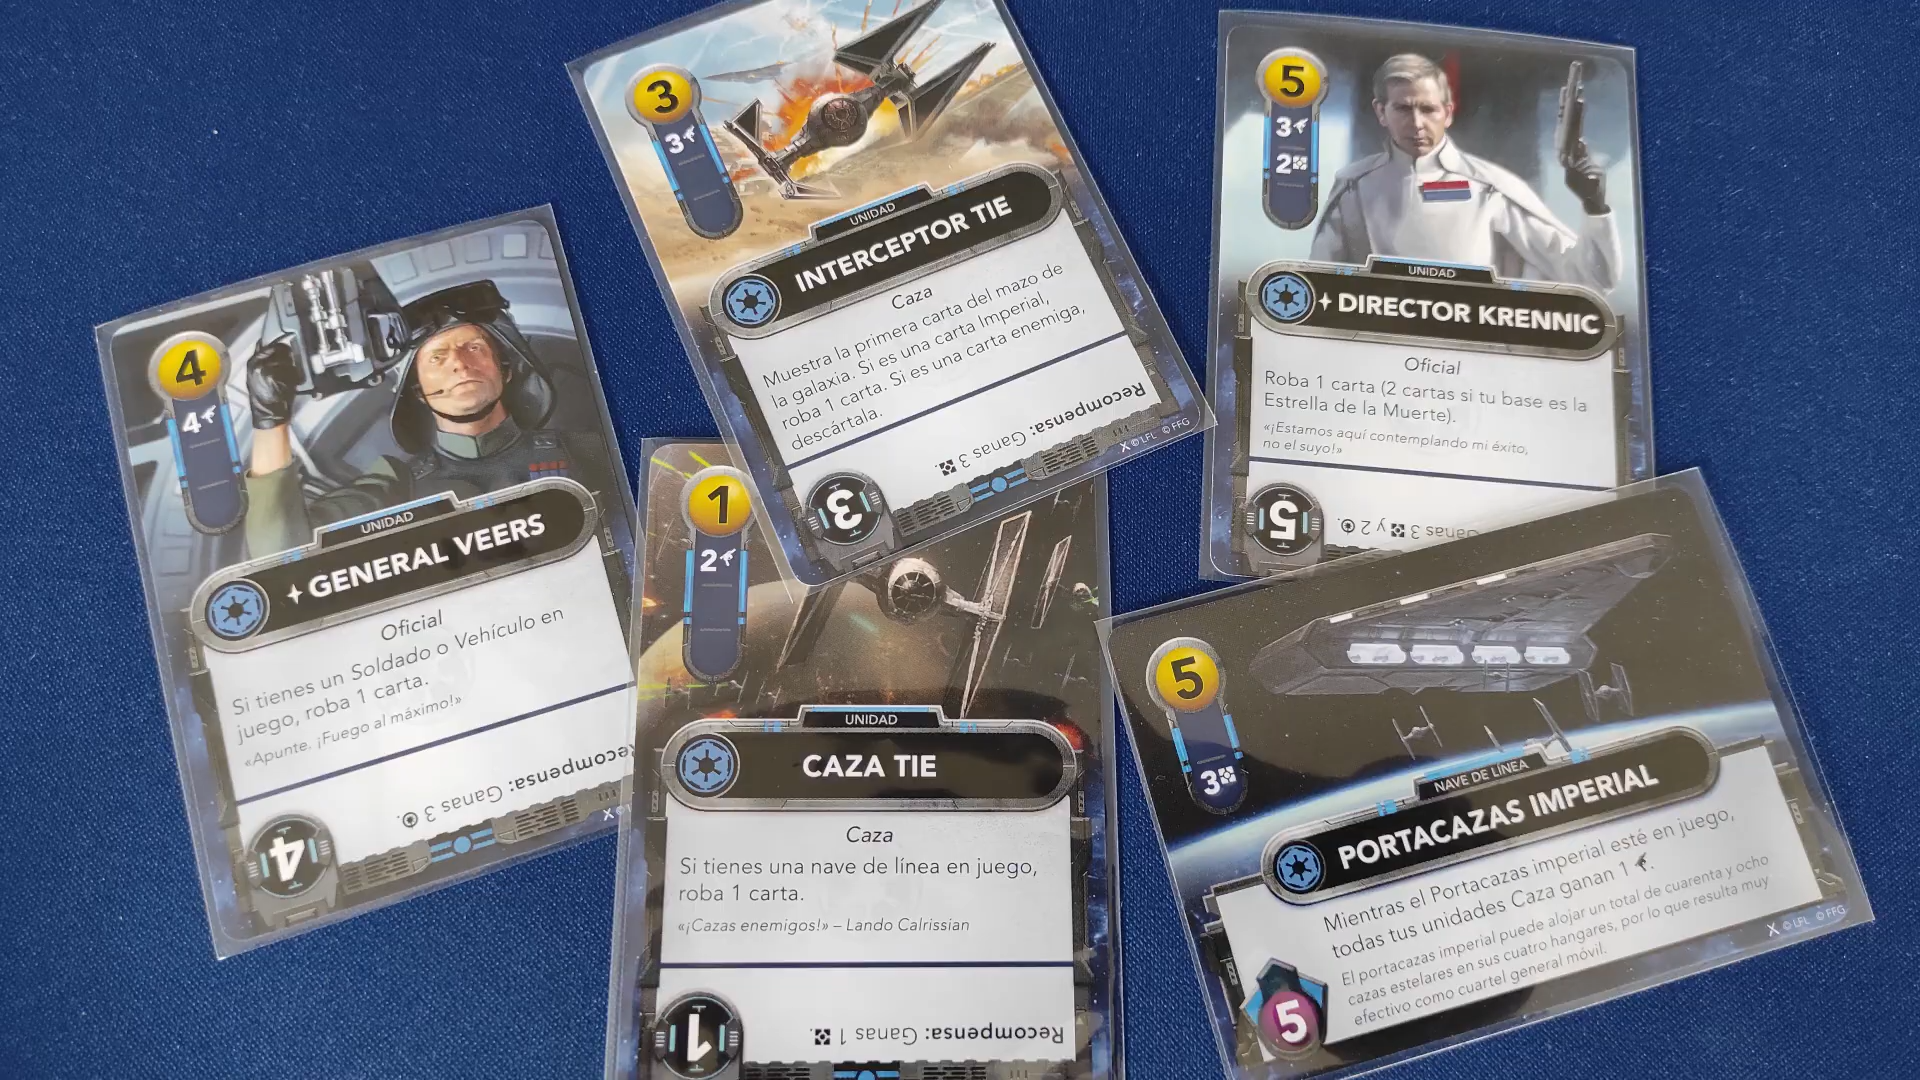 4
4
UNIDAD
GENERAL VEERS
Oficial
Si tienes un Soldado o Vehículo en
juego, roba 1 carta.
«Apunte. ¡Fuego al máximo!»
Recompensa: Ganas 3
4
X
3
3
UNIDAD
INTERCEPTOR TIE
Caza
Muestra la primera carta del mazo de
la galaxia. Si es una carta Imperial,
roba 1 carta. Si es una carta enemiga,
descártala.
Recompensa: Ganas 3
3
X © LFL © FFG
5
3
2
UNIDAD
DIRECTOR KRENNIC
Oficial
Roba 1 carta (2 cartas si tu base es la
Estrella de la Muerte).
«¡Estamos aquí contemplando mi éxito,
no el suyo!»
Ganas 3 y 2
5
1
2
UNIDAD
CAZA TIE
Caza
Si tienes una nave de línea en juego,
roba 1 carta.
«¡Cazas enemigos!» – Lando Calrissian
Recompensa: Ganas 1
1
5
3
NAVE DE LÍNEA
PORTACAZAS IMPERIAL
Mientras el Portacazas imperial esté en juego,
todas tus unidades Caza ganan 1 .
El portacazas imperial puede alojar un total de cuarenta y ocho
cazas estelares en sus cuatro hangares, por lo que resulta muy
efectivo como cuartel general móvil.
5
X © LFL © FFG